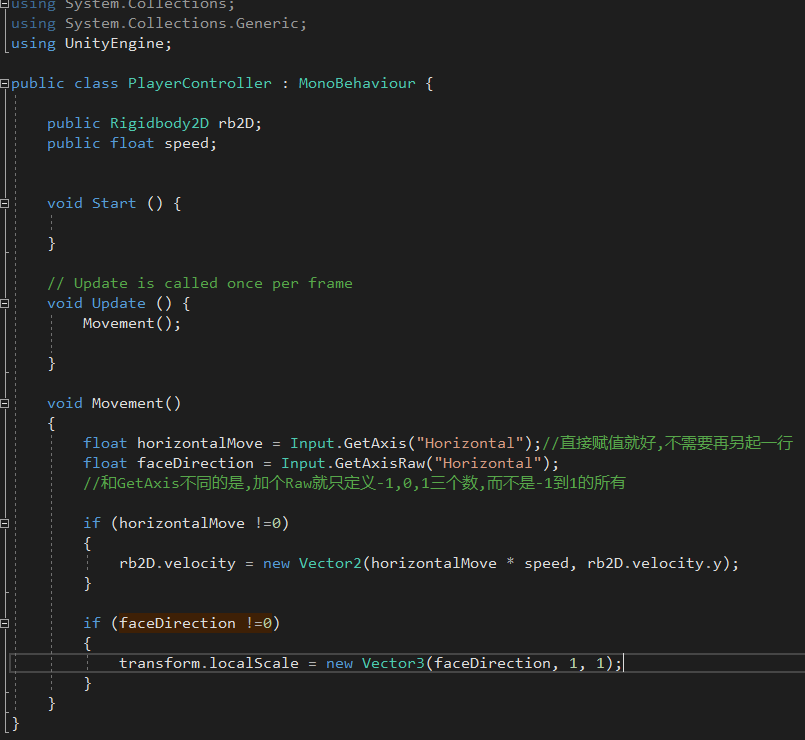 using System.Collections;
using System.Collections.Generic;
using UnityEngine;
public class PlayerController : MonoBehaviour {
public Rigidbody2D rb2D;
public float speed;
void Start () {
}
// Update is called once per frame
void Update () {
Movement();
}
void Movement()
{
float horizontalMove = Input.GetAxis("Horizontal");//直接赋值就好,不需要再另起一行
float faceDirection = Input.GetAxisRaw("Horizontal");
//和GetAxis不同的是,加个Raw就只定义-1,0,1三个数,而不是-1到1的所有
if (horizontalMove !=0)
{
rb2D.velocity = new Vector2(horizontalMove * speed, rb2D.velocity.y);
}
if (faceDirection !=0)
{
transform.localScale = new Vector3(faceDirection, 1, 1);
}
}
}